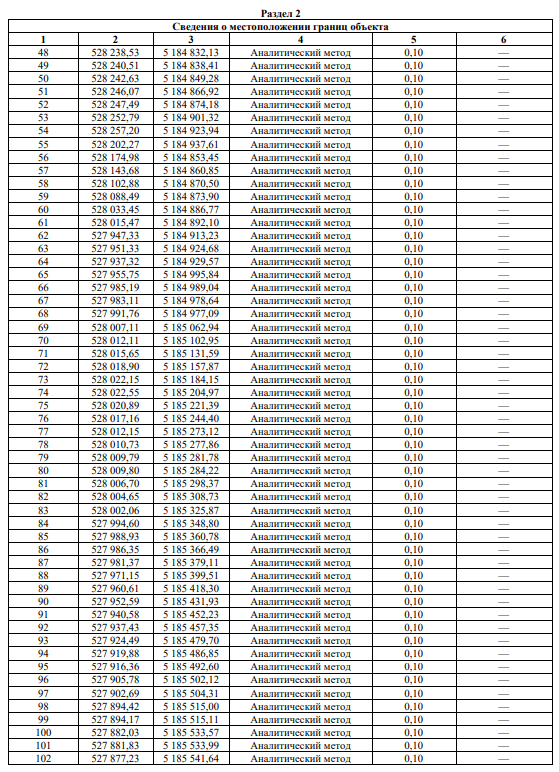 Раздел 2
Сведения о местоположении границ объекта
1 2 3 4 5 6
48 528 238,53 5 184 832,13 Аналитический метод 0,10 —
49 528 240,51 5 184 838,41 Аналитический метод 0,10 —
50 528 242,63 5 184 849,28 Аналитический метод 0,10 —
51 528 246,07 5 184 866,92 Аналитический метод 0,10 —
52 528 247,49 5 184 874,18 Аналитический метод 0,10 —
53 528 252,79 5 184 901,32 Аналитический метод 0,10 —
54 528 257,20 5 184 923,94 Аналитический метод 0,10 —
55 528 202,27 5 184 937,61 Аналитический метод 0,10 —
56 528 174,98 5 184 853,45 Аналитический метод 0,10 —
57 528 143,68 5 184 860,85 Аналитический метод 0,10 —
58 528 102,88 5 184 870,50 Аналитический метод 0,10 —
59 528 088,49 5 184 873,90 Аналитический метод 0,10 —
60 528 033,45 5 184 886,77 Аналитический метод 0,10 —
61 528 015,47 5 184 892,10 Аналитический метод 0,10 —
62 527 947,33 5 184 913,23 Аналитический метод 0,10 —
63 527 951,33 5 184 924,68 Аналитический метод 0,10 —
64 527 937,32 5 184 929,57 Аналитический метод 0,10 —
65 527 955,75 5 184 995,84 Аналитический метод 0,10 —
66 527 985,19 5 184 989,04 Аналитический метод 0,10 —
67 527 983,11 5 184 978,64 Аналитический метод 0,10 —
68 527 991,76 5 184 977,09 Аналитический метод 0,10 —
69 528 007,11 5 185 062,94 Аналитический метод 0,10 —
70 528 012,11 5 185 102,95 Аналитический метод 0,10 —
71 528 015,65 5 185 131,59 Аналитический метод 0,10 —
72 528 018,90 5 185 157,87 Аналитический метод 0,10 —
73 528 022,15 5 185 184,15 Аналитический метод 0,10 —
74 528 022,55 5 185 204,97 Аналитический метод 0,10 —
75 528 020,89 5 185 221,39 Аналитический метод 0,10 —
76 528 017,16 5 185 244,40 Аналитический метод 0,10 —
77 528 012,15 5 185 273,12 Аналитический метод 0,10 —
78 528 010,73 5 185 277,86 Аналитический метод 0,10 —
79 528 009,79 5 185 281,78 Аналитический метод 0,10 —
80 528 009,80 5 185 284,22 Аналитический метод 0,10 —
81 528 006,70 5 185 298,37 Аналитический метод 0,10 —
82 528 004,65 5 185 308,73 Аналитический метод 0,10 —
83 528 002,06 5 185 325,87 Аналитический метод 0,10 —
84 527 994,60 5 185 348,80 Аналитический метод 0,10 —
85 527 988,93 5 185 360,78 Аналитический метод 0,10 —
86 527 986,35 5 185 366,49 Аналитический метод 0,10 —
87 527 981,37 5 185 379,11 Аналитический метод 0,10 —
88 527 971,15 5 185 399,51 Аналитический метод 0,10 —
89 527 960,61 5 185 418,30 Аналитический метод 0,10 —
90 527 952,59 5 185 431,93 Аналитический метод 0,10 —
91 527 940,58 5 185 452,23 Аналитический метод 0,10 —
92 527 937,43 5 185 457,35 Аналитический метод 0,10 —
93 527 924,49 5 185 479,70 Аналитический метод 0,10 —
94 527 919,88 5 185 486,85 Аналитический метод 0,10 —
95 527 916,36 5 185 492,60 Аналитический метод 0,10 —
96 527 905,78 5 185 502,12 Аналитический метод 0,10 —
97 527 902,69 5 185 504,31 Аналитический метод 0,10 —
98 527 894,42 5 185 515,00 Аналитический метод 0,10 —
99 527 894,17 5 185 515,11 Аналитический метод 0,10 —
100 527 882,03 5 185 533,57 Аналитический метод 0,10 —
101 527 881,83 5 185 533,99 Аналитический метод 0,10 —
102 527 877,23 5 185 541,64 Аналитический метод 0,10 —